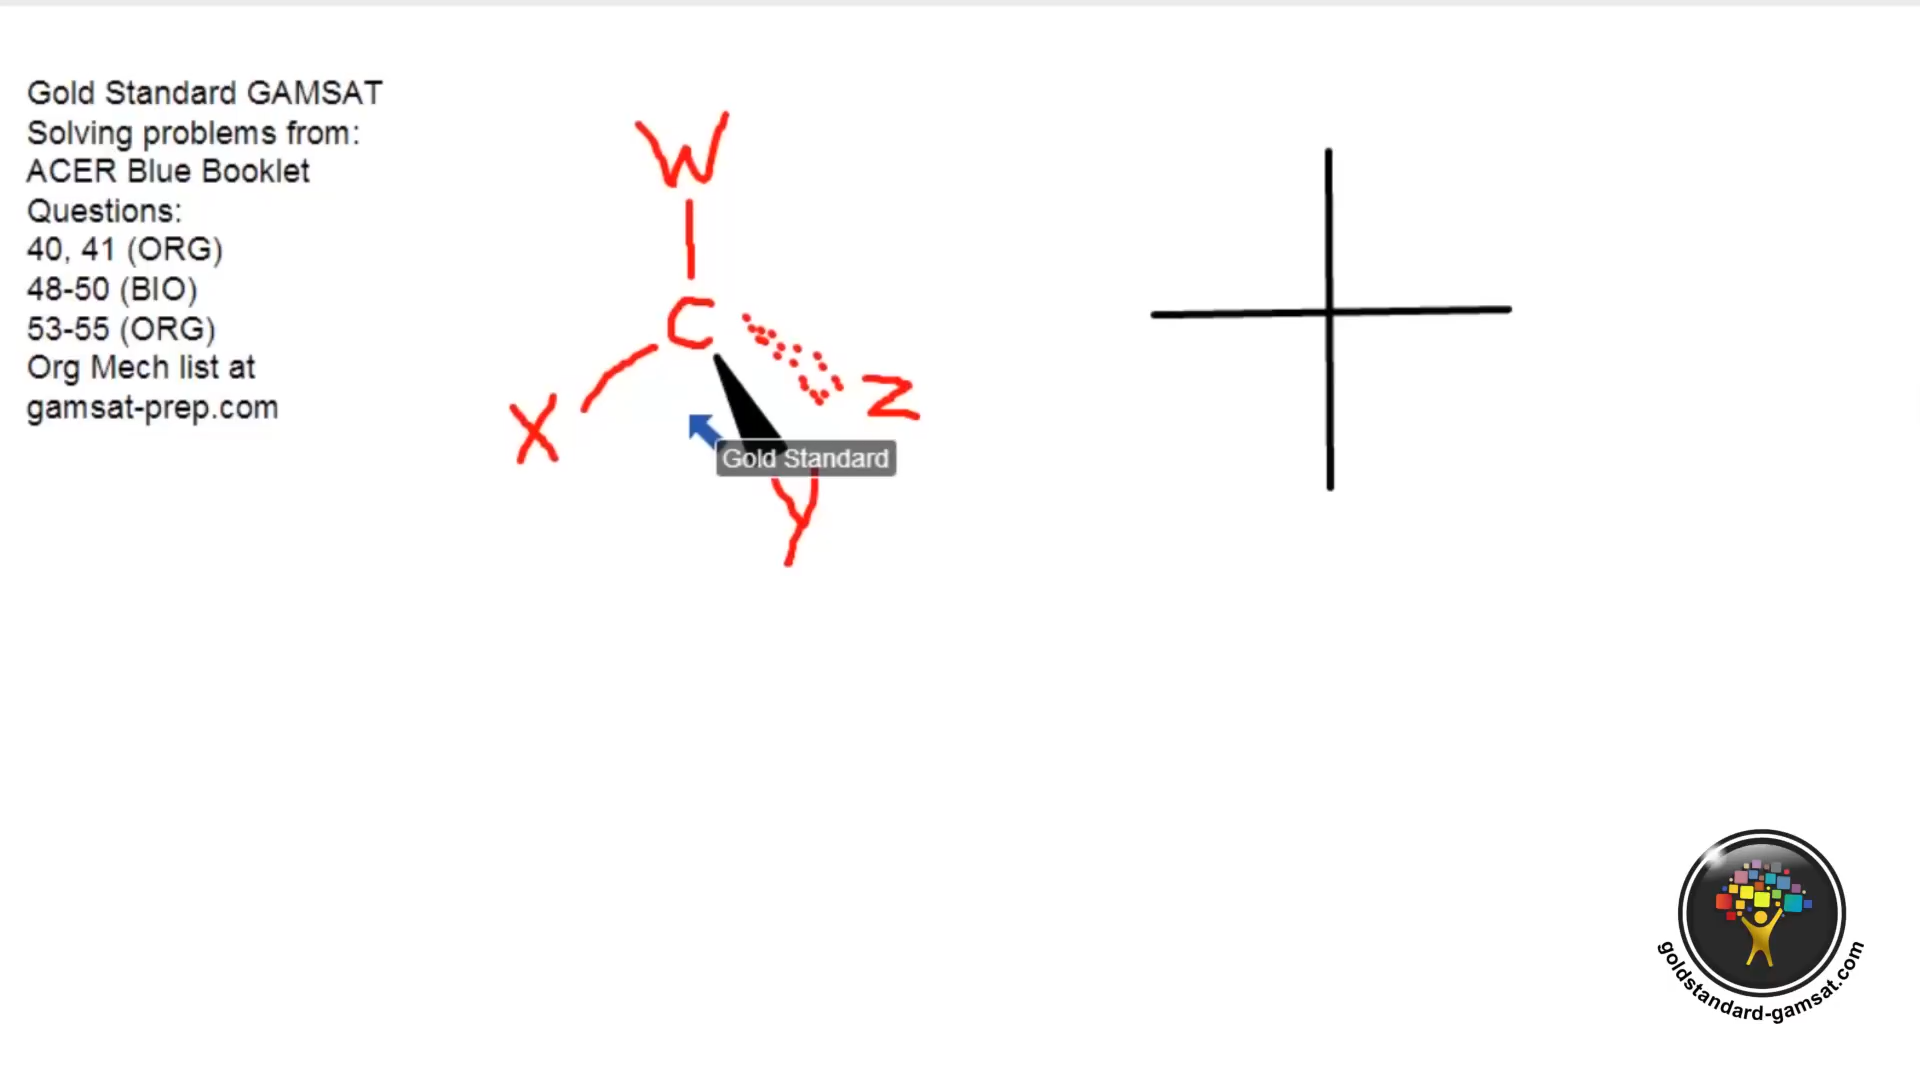 Gold Standard GAMSAT
Solving problems from:
ACER Blue Booklet
Questions:
40, 41 (ORG)
48-50 (BIO)
53-55 (ORG)
Org Mech list at
gamsat-prep.com
W
C
X
Z
Gold Standard
y
goldstandard-gamsat.com